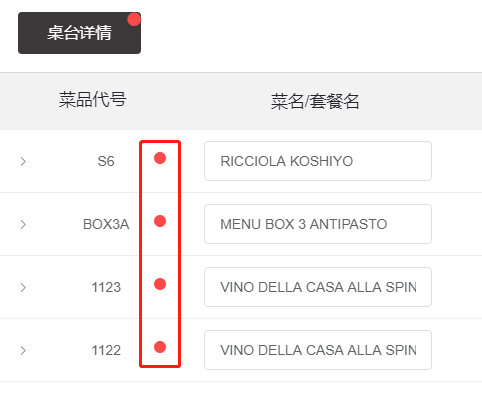 桌台详情
菜品代号 菜名/套餐名
S6 RICCIOLA KOSHIYO
BOX3A MENU BOX 3 ANTIPASTO
1123 VINO DELLA CASA ALLA SPIN
1122 VINO DELLA CASA ALLA SPIN